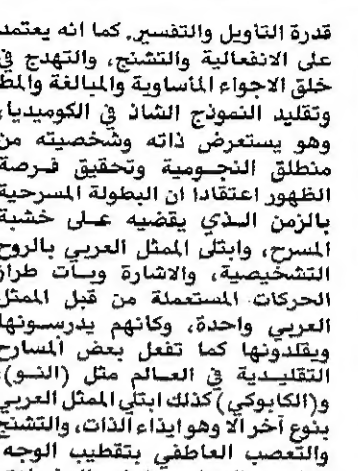 قدرة التأويل والتفسير. كما انه يعتمد
على الانفعالية والتشنج، والتهدج في
خلق الاجواء المأساوية والمبالغة والمط
وتقليد النموذج الشاذ في الكوميديا،
وهو يستعرض ذاته وشخصيته من
منطلق النجومية وتحقيق فرصة
الظهور اعتقادا ان البطولة المسرحية
بالزمن الذي يقضيه على خشبة
المسرح، وابتلى الممثل العربي بالروح
التشخيصية، والاشارة وبات طراز
الحركات المستعملة من قبل الممثل
العربي واحدة، وكأنهم يدرسونها
ويقلدونها كما تفعل بعض المسارح
التقليدية في العالم مثل (النو)،
و(الكابوكي) كذلك ابتلي الممثل العربي
بنوع آخر ألا وهو ايذاء الذات، والتشنج
والتعصب العاطفي بتقطيب الوجه